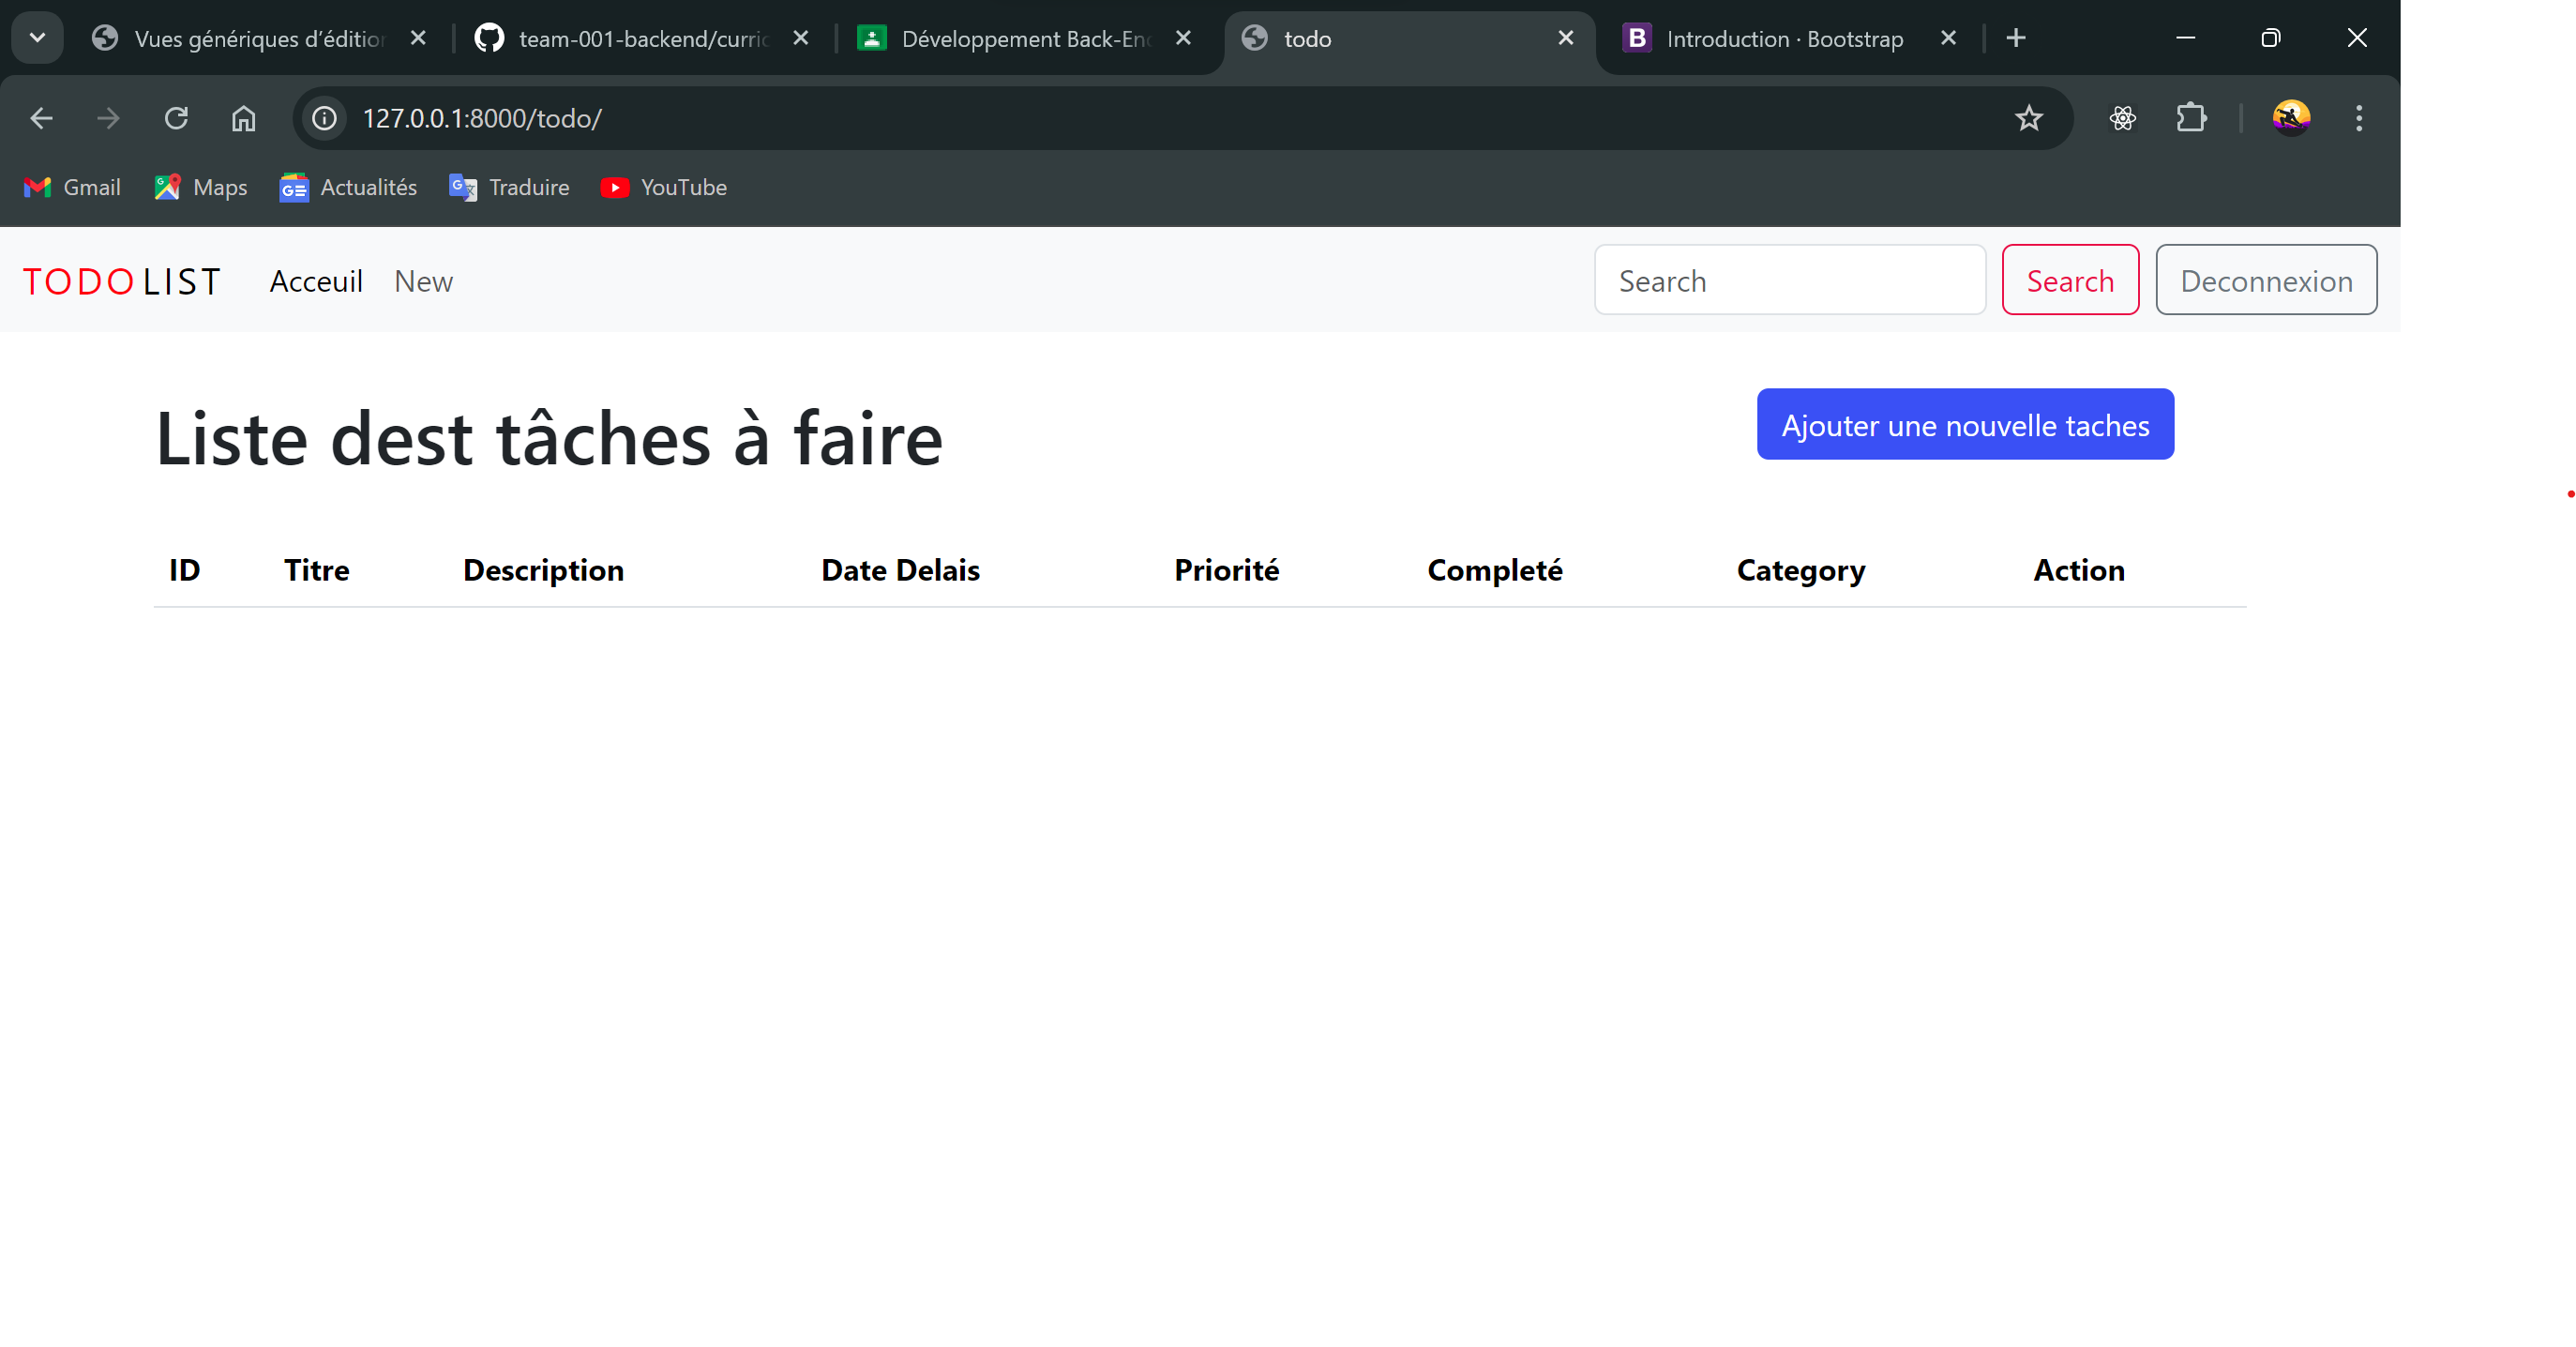 Vues génériques d'édition
team-001-backend/curric
Développement Back-End
todo
Introduction · Bootstrap
127.0.0.1:8000/todo/
Gmail Maps Actualités Traduire YouTube
TODO LIST Acceuil New Search Search Deconnexion
Liste dest tâches à faire
Ajouter une nouvelle taches
ID Titre Description Date Delais Priorité Completé Category Action